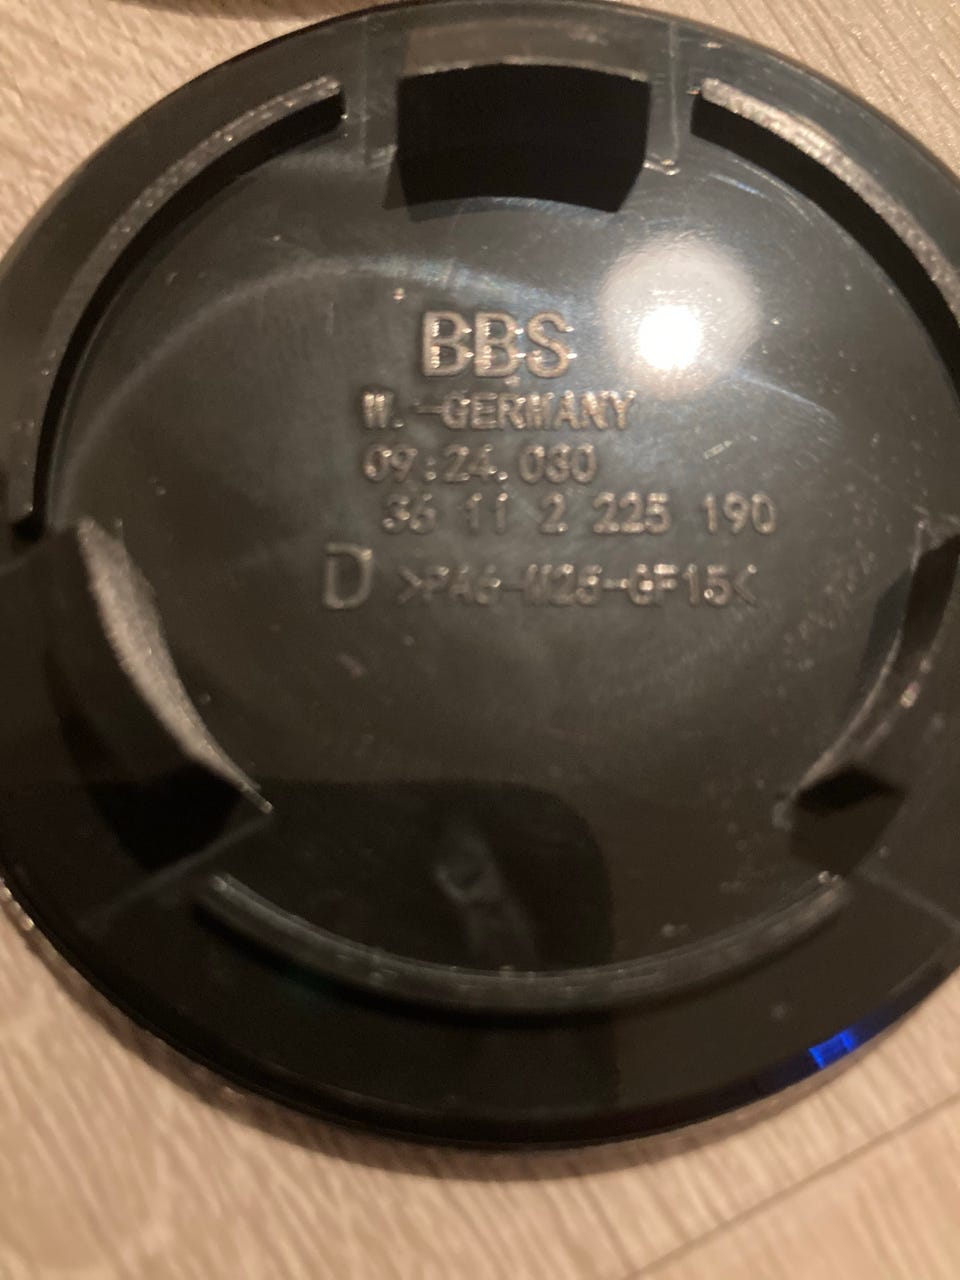 BBS
W.-GERMANY
09:24.030
36 11 2 225 190
D >PA6-M25-GF15<